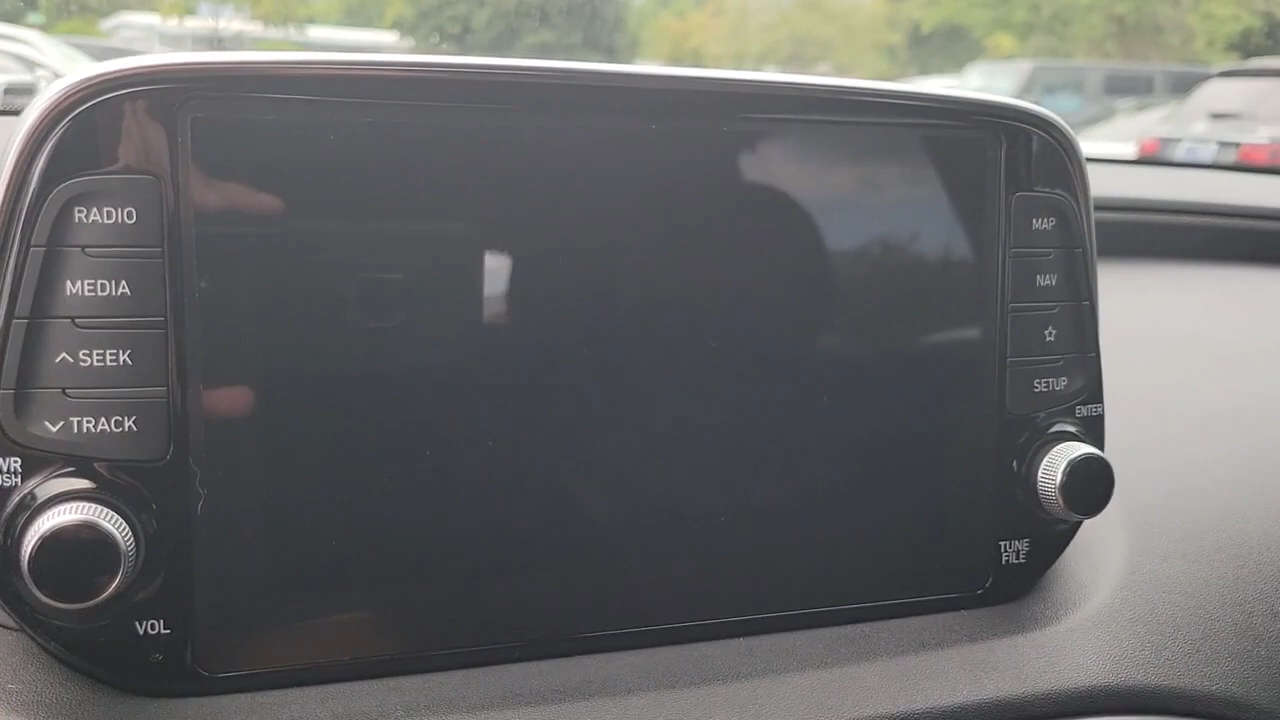 RADIO
MEDIA
SEEK
TRACK
VOL
MAP
NAV
SETUP
ENTER
TUNE
FILE